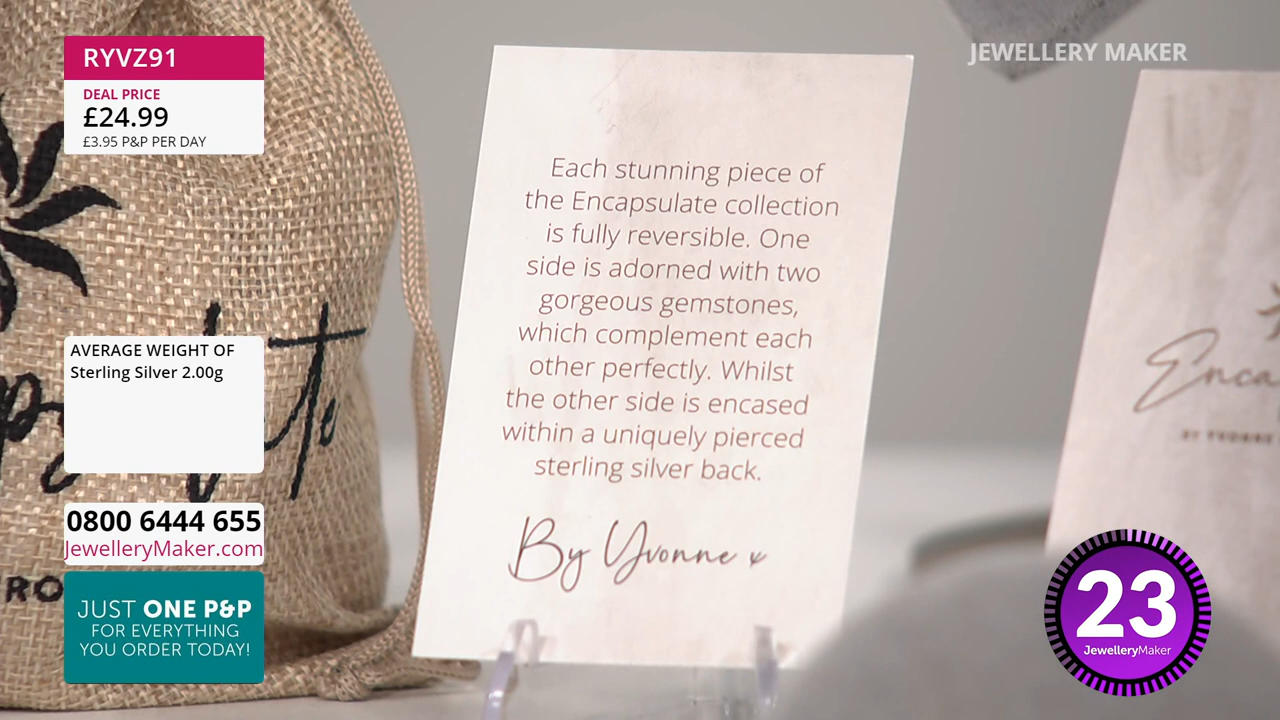 RYVZ91
DEAL PRICE
£24.99
£3.95 P&P PER DAY
AVERAGE WEIGHT OF
Sterling Silver 2.00g
0800 6444 655
JewelleryMaker.com
JUST ONE P&P
FOR EVERYTHING
YOU ORDER TODAY!
Each stunning piece of
the Encapsulate collection
is fully reversible. One
side is adorned with two
gorgeous gemstones,
which complement each
other perfectly. Whilst
the other side is encased
within a uniquely pierced
sterling silver back.
By Yvonne x
JEWELLERY MAKER
Enca
BY YVONNE
23
JewelleryMaker